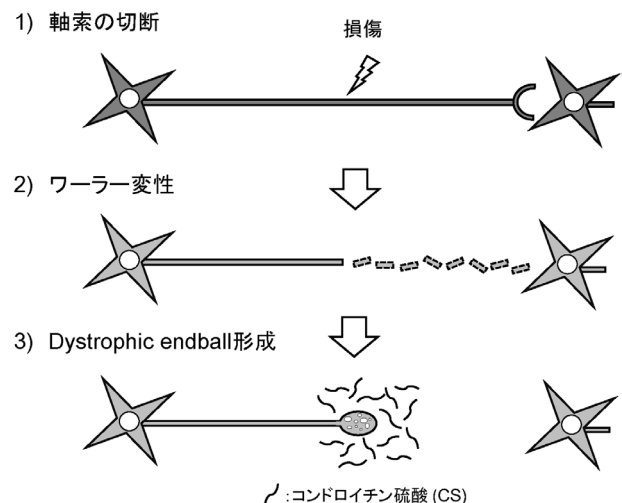 1) 軸索の切断
損傷
2) ワーラー変性
3) Dystrophic endball形成
:コンドロイチン硫酸 (CS)